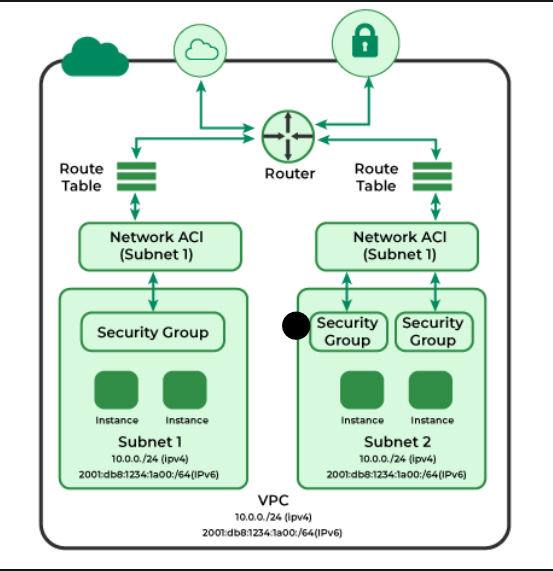 Router
Route
Table
Route
Table
Network ACl
(Subnet 1)
Network ACl
(Subnet 1)
Security Group
Security
Group
Security
Group
Instance
Instance
Instance
Instance
Subnet 1
10.0.0./24 (ipv4)
2001:db8:1234:1a00:/64(IPv6)
Subnet 2
10.0.0./24 (ipv4)
2001:db8:1234:1a00:/64(IPv6)
VPC
10.0.0./24 (ipv4)
2001:db8:1234:1a00:/64(IPv6)